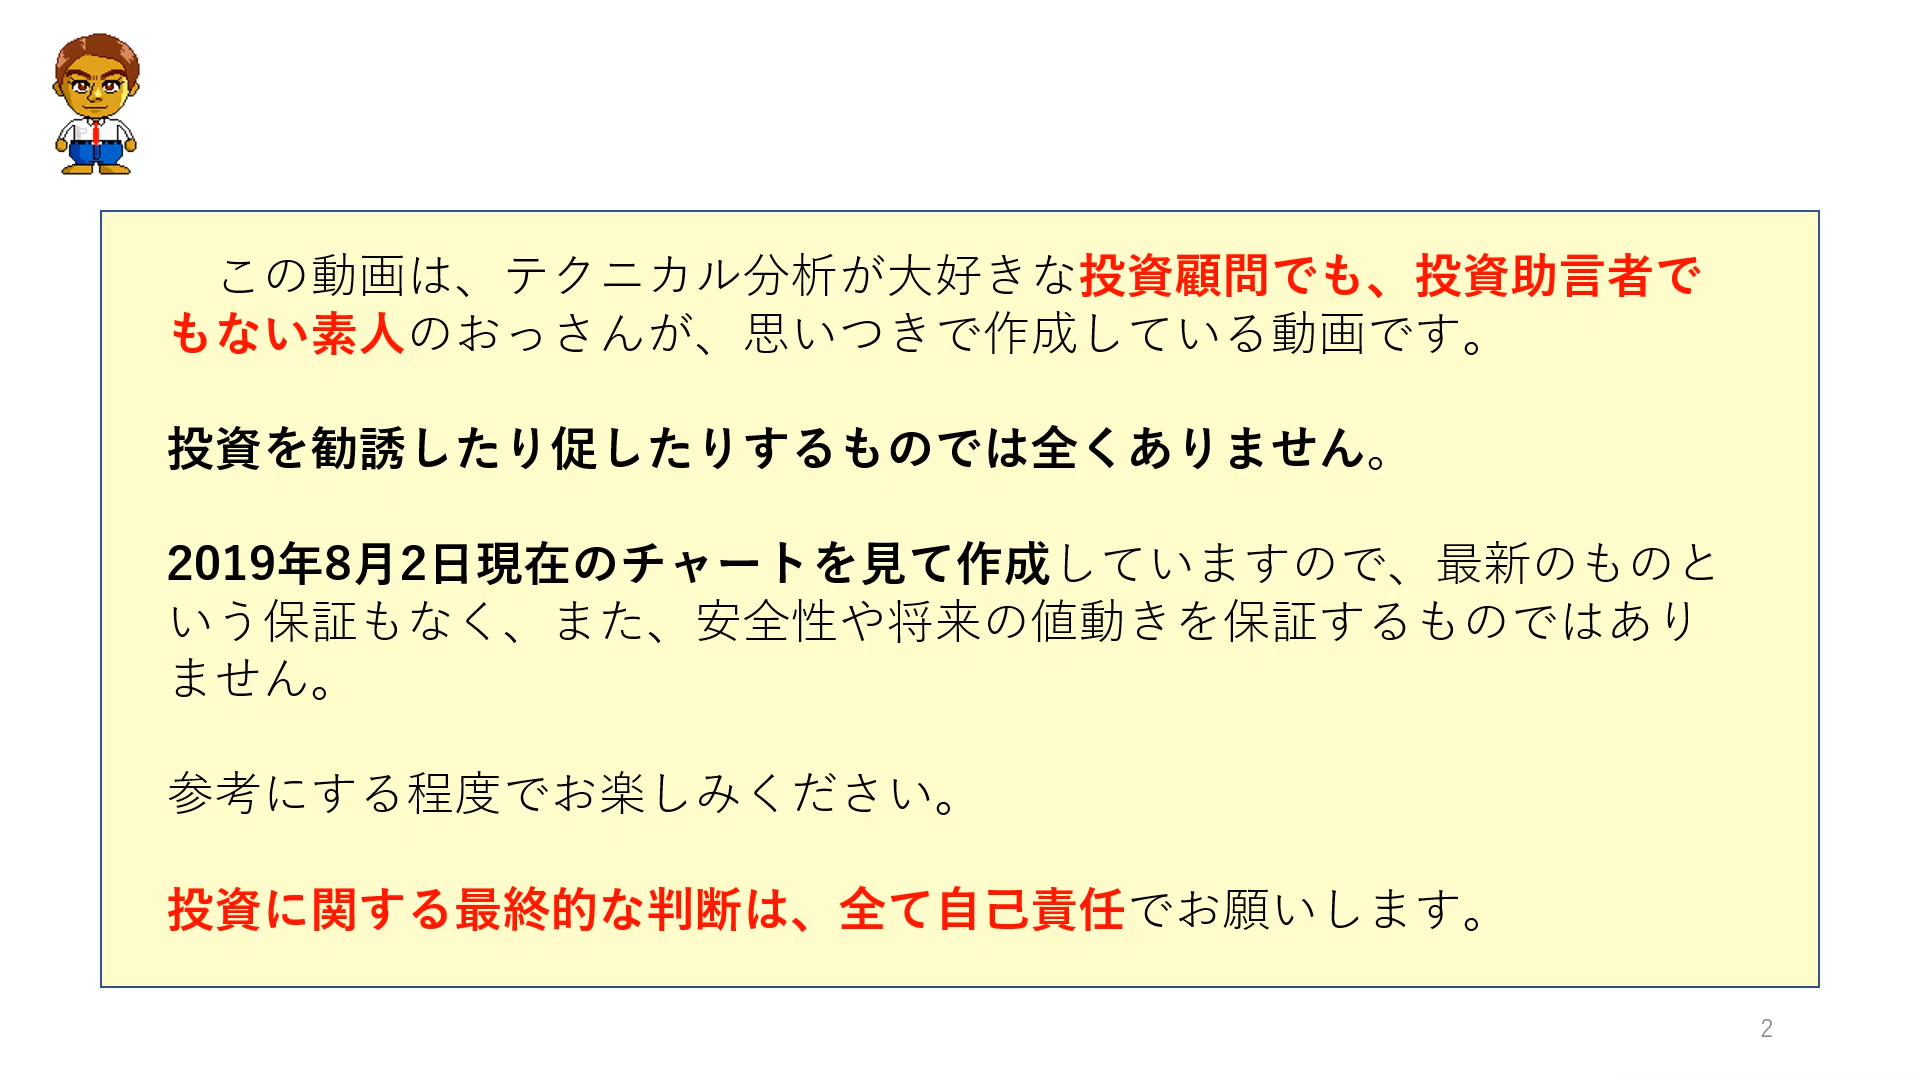 この動画は、テクニカル分析が大好きな投資顧問でも、投資助言者で
もない素人のおっさんが、思いつきで作成している動画です。
投資を勧誘したり促したりするものでは全くありません。
2019年8月2日現在のチャートを見て作成していますので、最新のものと
いう保証もなく、また、安全性や将来の値動きを保証するものではあり
ません。
参考にする程度でお楽しみください。
投資に関する最終的な判断は、全て自己責任でお願いします。
2